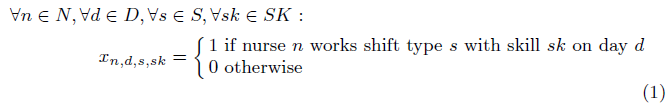 ∀n ∈ N, ∀d ∈ D, ∀s ∈ S, ∀sk ∈ SK :
x_{n,d,s,sk} = { 1 if nurse n works shift type s with skill sk on day d
0 otherwise
(1)